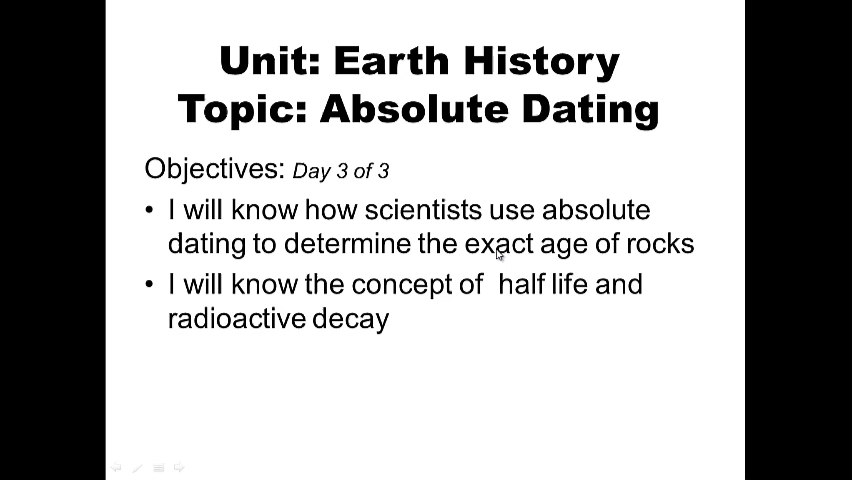 Unit: Earth History
Topic: Absolute Dating
Objectives: Day 3 of 3
• I will know how scientists use absolute
dating to determine the exact age of rocks
• I will know the concept of  half life and
radioactive decay